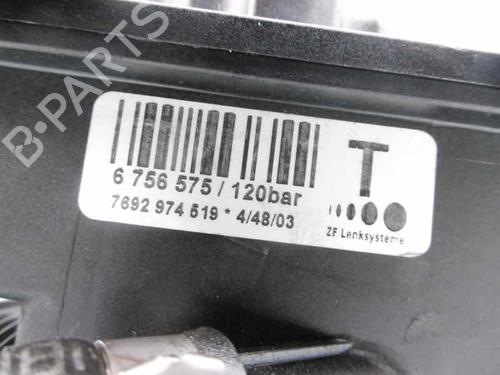 B-PARTS
T
6 756 575 / 120bar
7692 974 519 * 4/48/03
ZF Lenksysteme